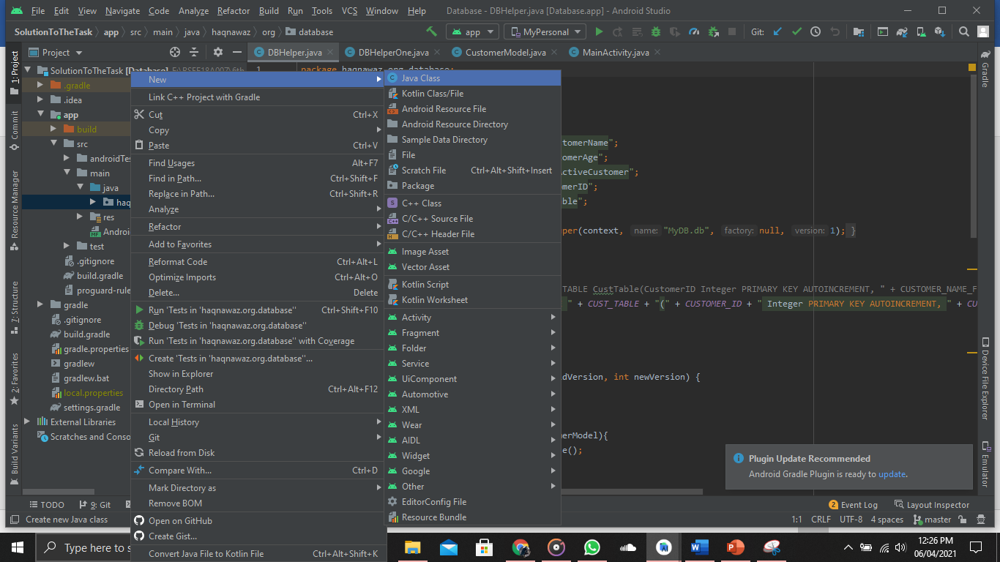 File Edit View Navigate Code Analyze Refactor Build Run Tools VCS Window Help Database - DBHelper.java [Database.app] - Android Studio
SolutionToTheTask app src main java haqnawaz org database app MyPersonal Git:
Project DBHelper.java DBHelperOne.java CustomerModel.java MainActivity.java
1: Project
Commit
Resource Manager
7: Structure
2: Favorites
Build Variants
SolutionToTheTask [Database]
.gradle
.idea
app
build
src
androidTes
main
java
haq
res
Androi
test
.gitignore
build.gradle
proguard-rule
gradle
.gitignore
build.gradle
gradle.properties
gradlew
gradlew.bat
local.properties
settings.gradle
External Libraries
Scratches and Conso
New
Link C++ Project with Gradle
Cut Ctrl+X
Copy
Paste Ctrl+V
Find Usages Alt+F7
Find in Path... Ctrl+Shift+F
Replace in Path... Ctrl+Shift+R
Analyze
Refactor
Add to Favorites
Reformat Code Ctrl+Alt+L
Optimize Imports Ctrl+Alt+O
Delete... Delete
Run 'Tests in 'haqnawaz.org.database'' Ctrl+Shift+F10
Debug 'Tests in 'haqnawaz.org.database''
Run 'Tests in 'haqnawaz.org.database'' with Coverage
Create 'Tests in 'haqnawaz.org.database''...
Show in Explorer
Directory Path Ctrl+Alt+F12
Open in Terminal
Local History
Git
Reload from Disk
Compare With... Ctrl+D
Mark Directory as
Remove BOM
Open on GitHub
Create Gist...
Convert Java File to Kotlin File Ctrl+Alt+Shift+K
Java Class
Kotlin Class/File
Android Resource File
Android Resource Directory
Sample Data Directory
File
Scratch File Ctrl+Alt+Shift+Insert
Package
C++ Class
C/C++ Source File
C/C++ Header File
Image Asset
Vector Asset
Kotlin Script
Kotlin Worksheet
Activity
Fragment
Folder
Service
UiComponent
Automotive
XML
Wear
AIDL
Widget
Google
Other
EditorConfig File
Resource Bundle
1 package haqnawaz.org.database;
tomerName";
omerAge";
ActiveCustomer";
merID";
ble";
per(context, name: "MyDB.db", factory: null, version: 1); }
TABLE CustTable(CustomerID Integer PRIMARY KEY AUTOINCREMENT, " + CUSTOMER_NAME_F
" + CUST_TABLE + "(" + CUSTOMER_ID + " Integer PRIMARY KEY AUTOINCREMENT, " + CU
dVersion, int newVersion) {
erModel){
e();
Plugin Update Recommended
Android Gradle Plugin is ready to update.
Gradle
Device File Explorer
Emulator
TODO 9: Git 2 Event Log Layout Inspector
Create new Java class 1:1 CRLF UTF-8 4 spaces master
Type here to s
12:26 PM
06/04/2021